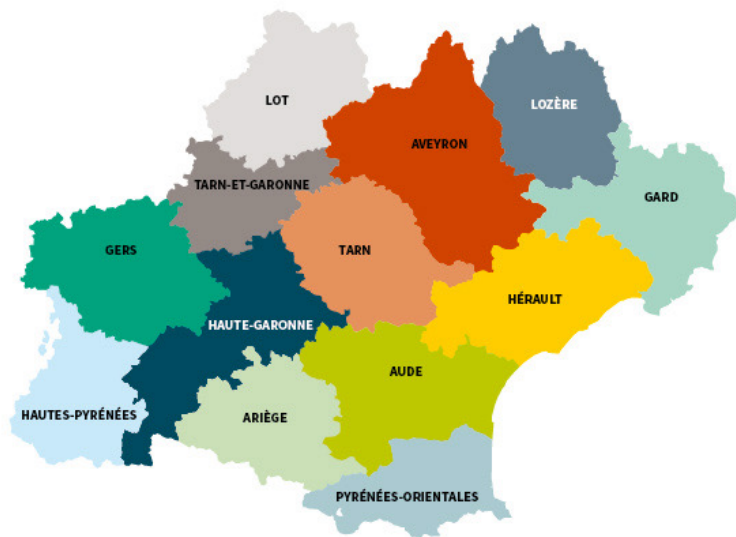 LOT
LOZÈRE
AVEYRON
TARN-ET-GARONNE
GARD
GERS
TARN
HÉRAULT
HAUTE-GARONNE
AUDE
HAUTES-PYRÉNÉES
ARIÈGE
PYRÉNÉES-ORIENTALES